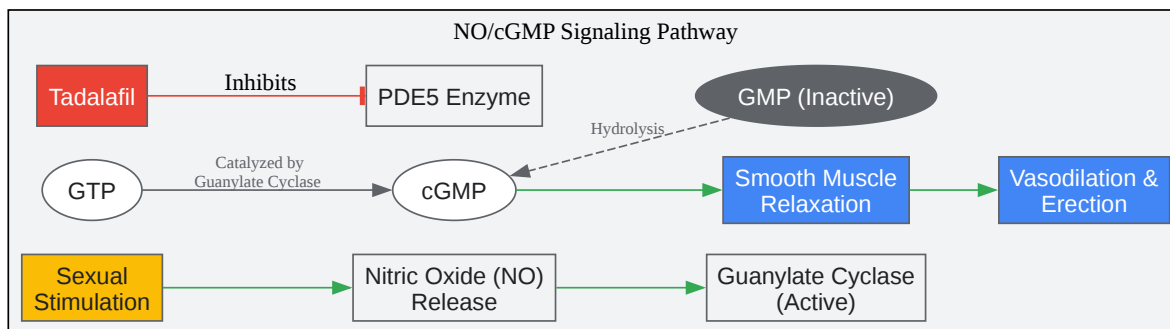 NO/cGMP Signaling Pathway
Tadalafil
Inhibits
PDE5 Enzyme
GMP (Inactive)
Hydrolysis
GTP
Catalyzed by
Guanylate Cyclase
cGMP
Smooth Muscle
Relaxation
Vasodilation &
Erection
Sexual
Stimulation
Nitric Oxide (NO)
Release
Guanylate Cyclase
(Active)